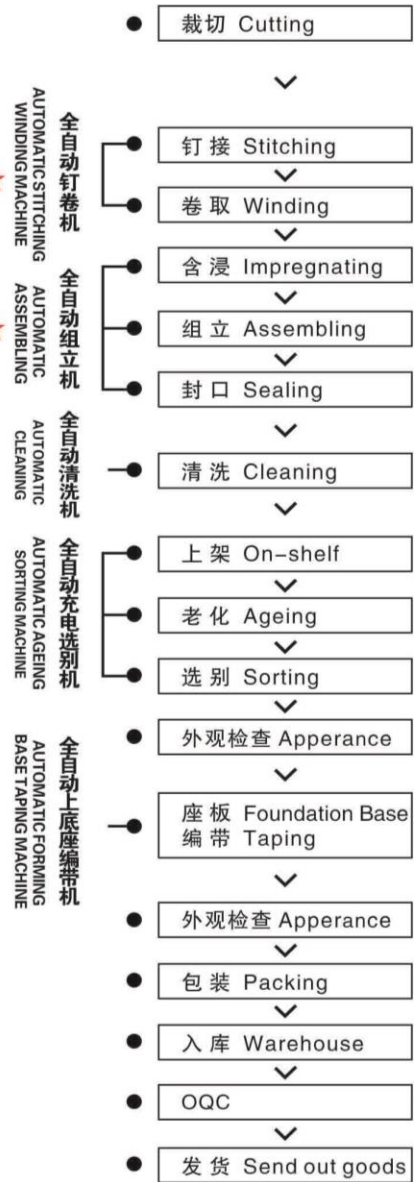 裁切 Cutting
全自动钉卷机
AUTOMATIC STITCHING
WINDING MACHINE
钉接 Stitching
卷取 Winding
全自动组立机
AUTOMATIC
ASSEMBLING
含浸 Impregnating
组立 Assembling
封口 Sealing
全自动清洗机
AUTOMATIC
CLEANING
清洗 Cleaning
全自动充电选别机
AUTOMATIC AGEING
SORTING MACHINE
上架 On-shelf
老化 Ageing
选别 Sorting
外观检查 Apperance
全自动上底座编带机
AUTOMATIC FORMING
BASE TAPING MACHINE
座板 Foundation Base
编带 Taping
外观检查 Apperance
包装 Packing
入库 Warehouse
OQC
发货 Send out goods